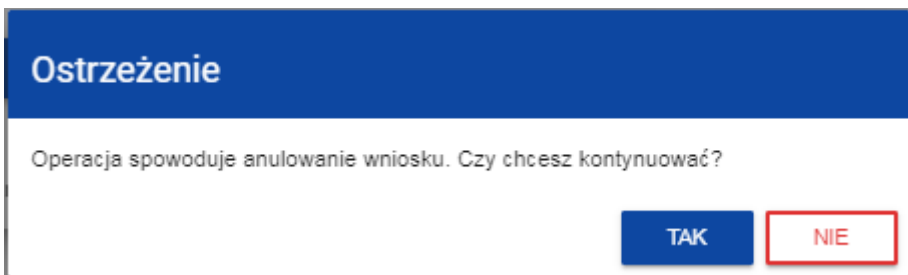 Ostrzeżenie
Operacja spowoduje anulowanie wniosku. Czy chcesz kontynuować?
TAK NIE